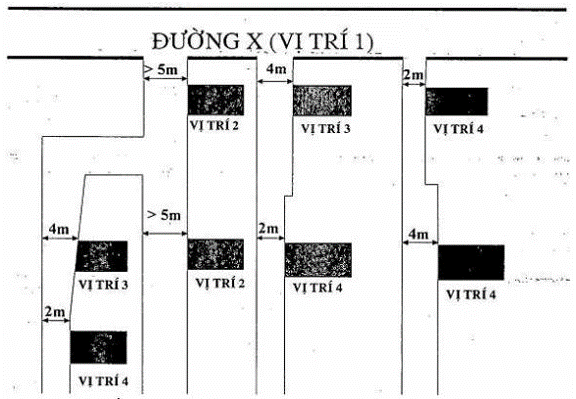 ĐƯỜNG X (VỊ TRÍ 1)
> 5m
4m
2m
VỊ TRÍ 2
VỊ TRÍ 3
VỊ TRÍ 4
> 5m
4m
2m
4m
VỊ TRÍ 3
VỊ TRÍ 2
VỊ TRÍ 4
VỊ TRÍ 4
2m
VỊ TRÍ 4